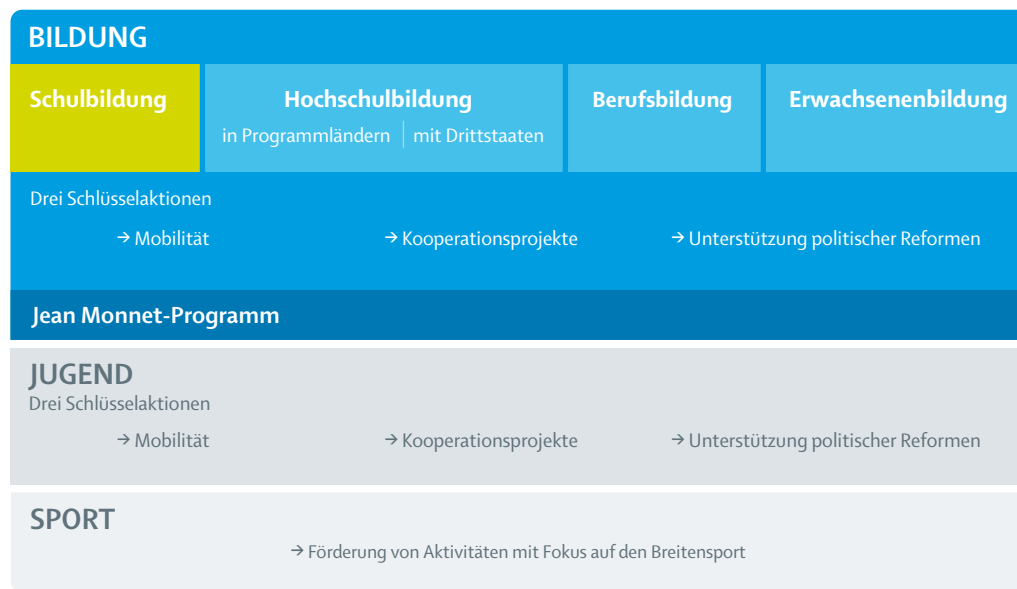 BILDUNG
Schulbildung
Hochschulbildung
in Programmländern | mit Drittstaaten
Berufsbildung
Erwachsenenbildung
Drei Schlüsselaktionen
→ Mobilität
→ Kooperationsprojekte
→ Unterstützung politischer Reformen
Jean Monnet-Programm
JUGEND
Drei Schlüsselaktionen
→ Mobilität
→ Kooperationsprojekte
→ Unterstützung politischer Reformen
SPORT
→ Förderung von Aktivitäten mit Fokus auf den Breitensport